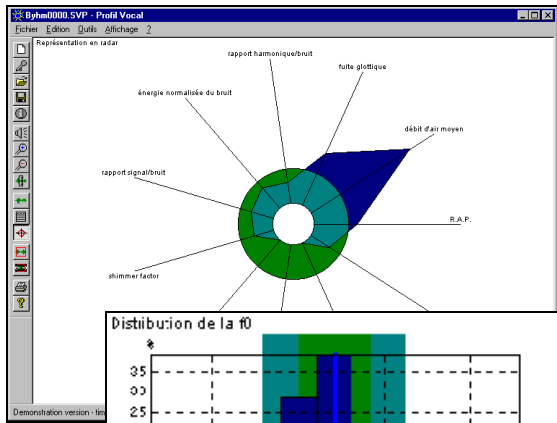 Byhm0000.SVP - Profil Vocal
Fichier Edition Outils Affichage ?
Représentation en radar
rapport harmonique/bruit
fuite glottique
énergie normalisée du bruit
débit d'air moyen
rapport signal/bruit
R.A.P.
shimmer factor
Distribution de la f0
%
35
30
25
Demonstration version - tim